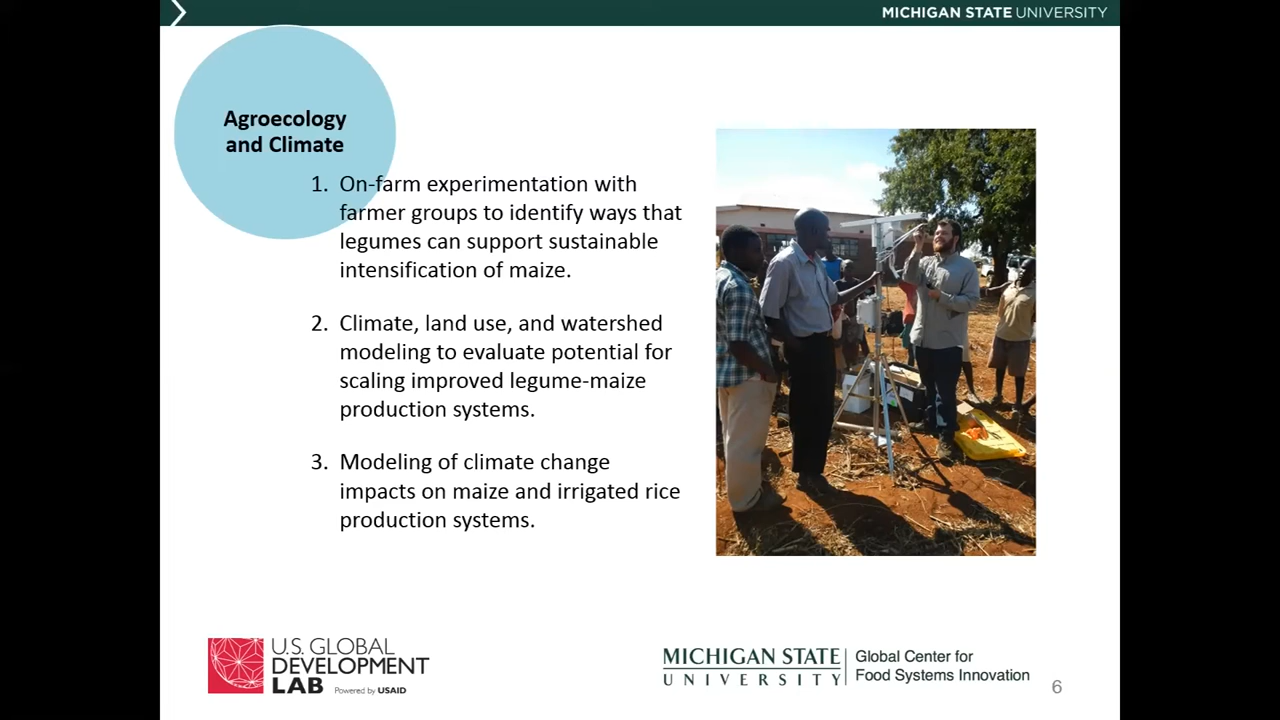 MICHIGAN STATE UNIVERSITY
Agroecology
and Climate
1. On-farm experimentation with
farmer groups to identify ways that
legumes can support sustainable
intensification of maize.
2. Climate, land use, and watershed
modeling to evaluate potential for
scaling improved legume-maize
production systems.
3. Modeling of climate change
impacts on maize and irrigated rice
production systems.
U.S. GLOBAL
DEVELOPMENT
LAB Powered by USAID
MICHIGAN STATE
UNIVERSITY
Global Center for
Food Systems Innovation
6